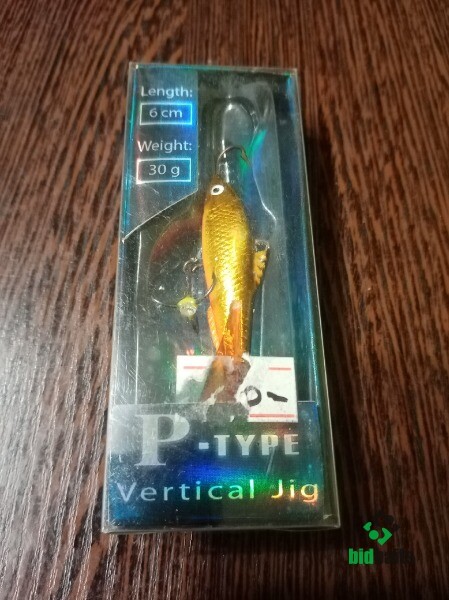 Length:
6 cm
Weight:
30 g
P-TYPE
Vertical Jig
bid